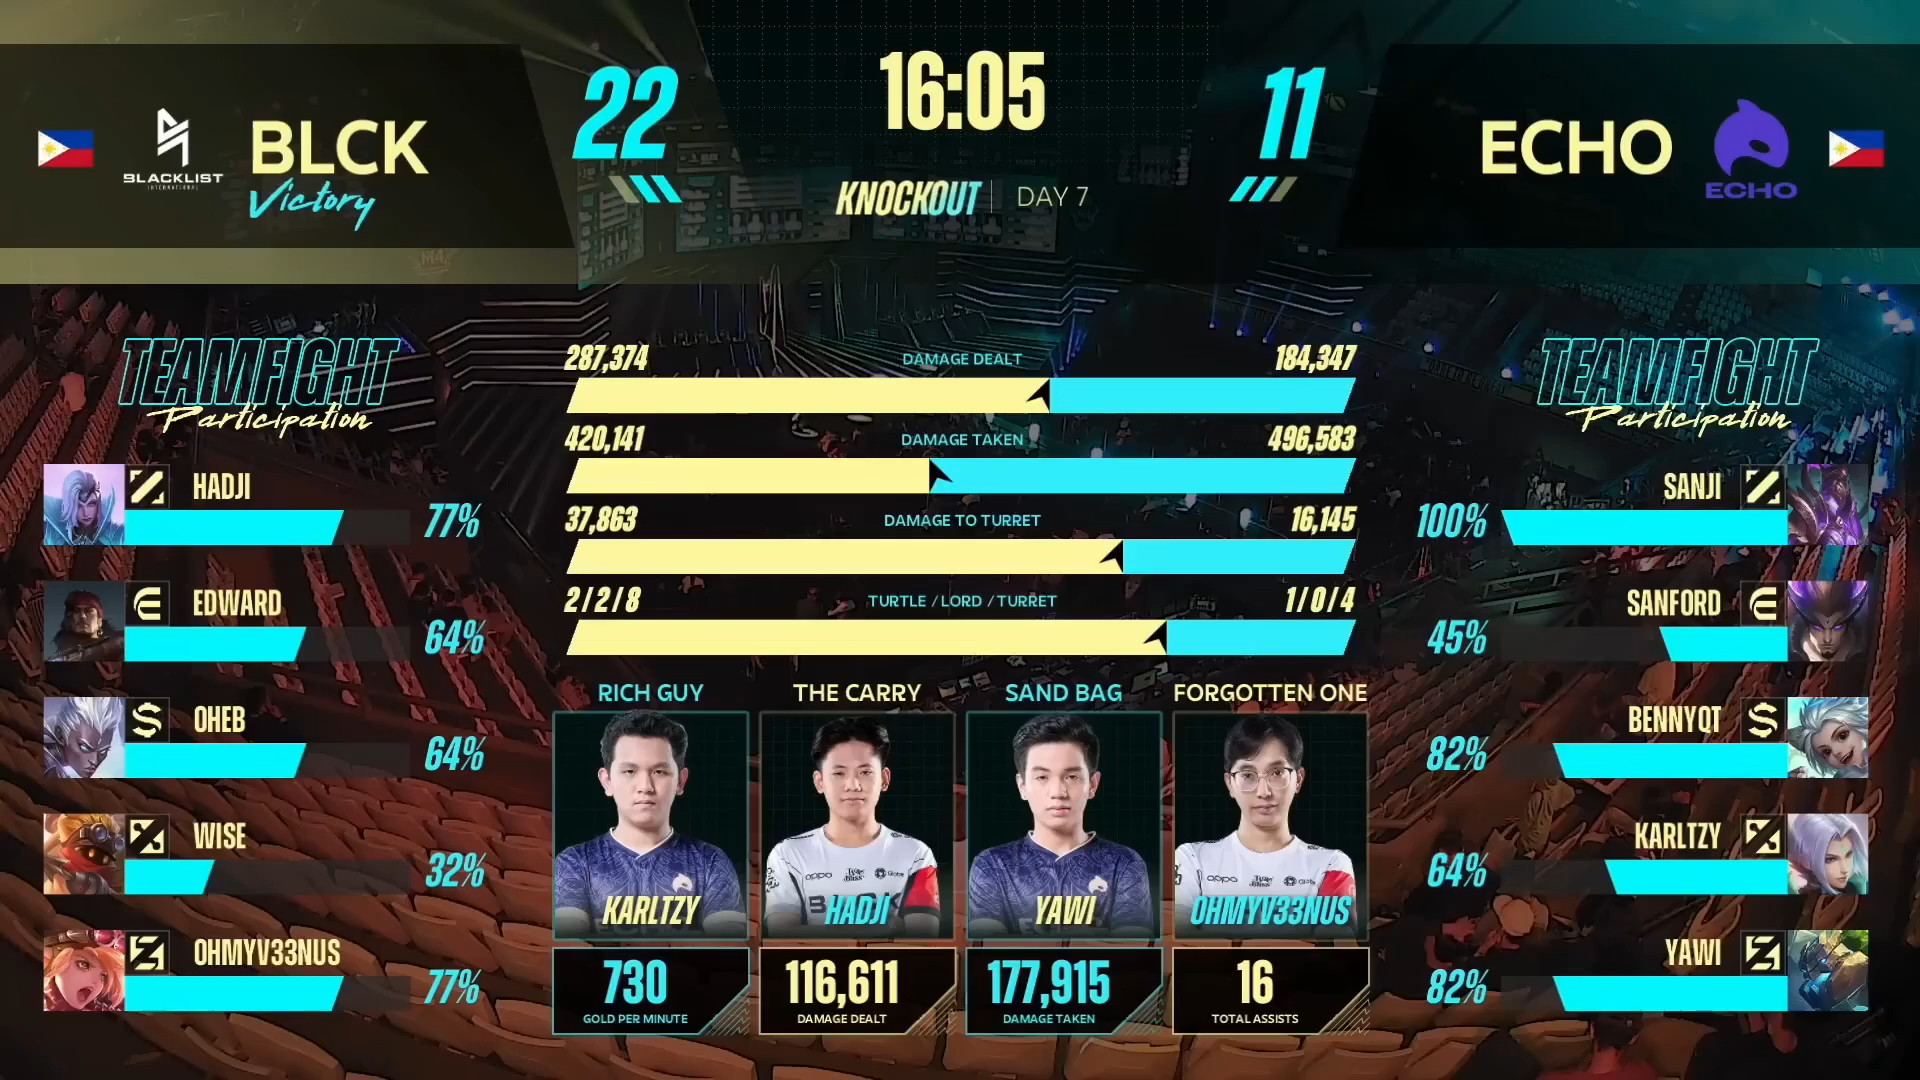 BLACKLIST
INTERNATIONAL
BLCK
Victory
22
16:05
KNOCKOUT | DAY 7
11
ECHO
ECHO
M4
TEAMFIGHT
Participation
HADJI
77%
EDWARD
64%
OHEB
64%
WISE
32%
OHMYV33NUS
77%
287,374 DAMAGE DEALT 184,347
420,141 DAMAGE TAKEN 496,583
37,863 DAMAGE TO TURRET 16,145
2/2/8 TURTLE / LORD / TURRET 1/0/4
RICH GUY
KARLTZY
730
GOLD PER MINUTE
THE CARRY
oppo
HADJI
116,611
DAMAGE DEALT
SAND BAG
YAWI
177,915
DAMAGE TAKEN
FORGOTTEN ONE
oppo
OHMYV33NUS
16
TOTAL ASSISTS
TEAMFIGHT
Participation
SANJI
100%
SANFORD
45%
BENNYQT
82%
KARLTZY
64%
YAWI
82%